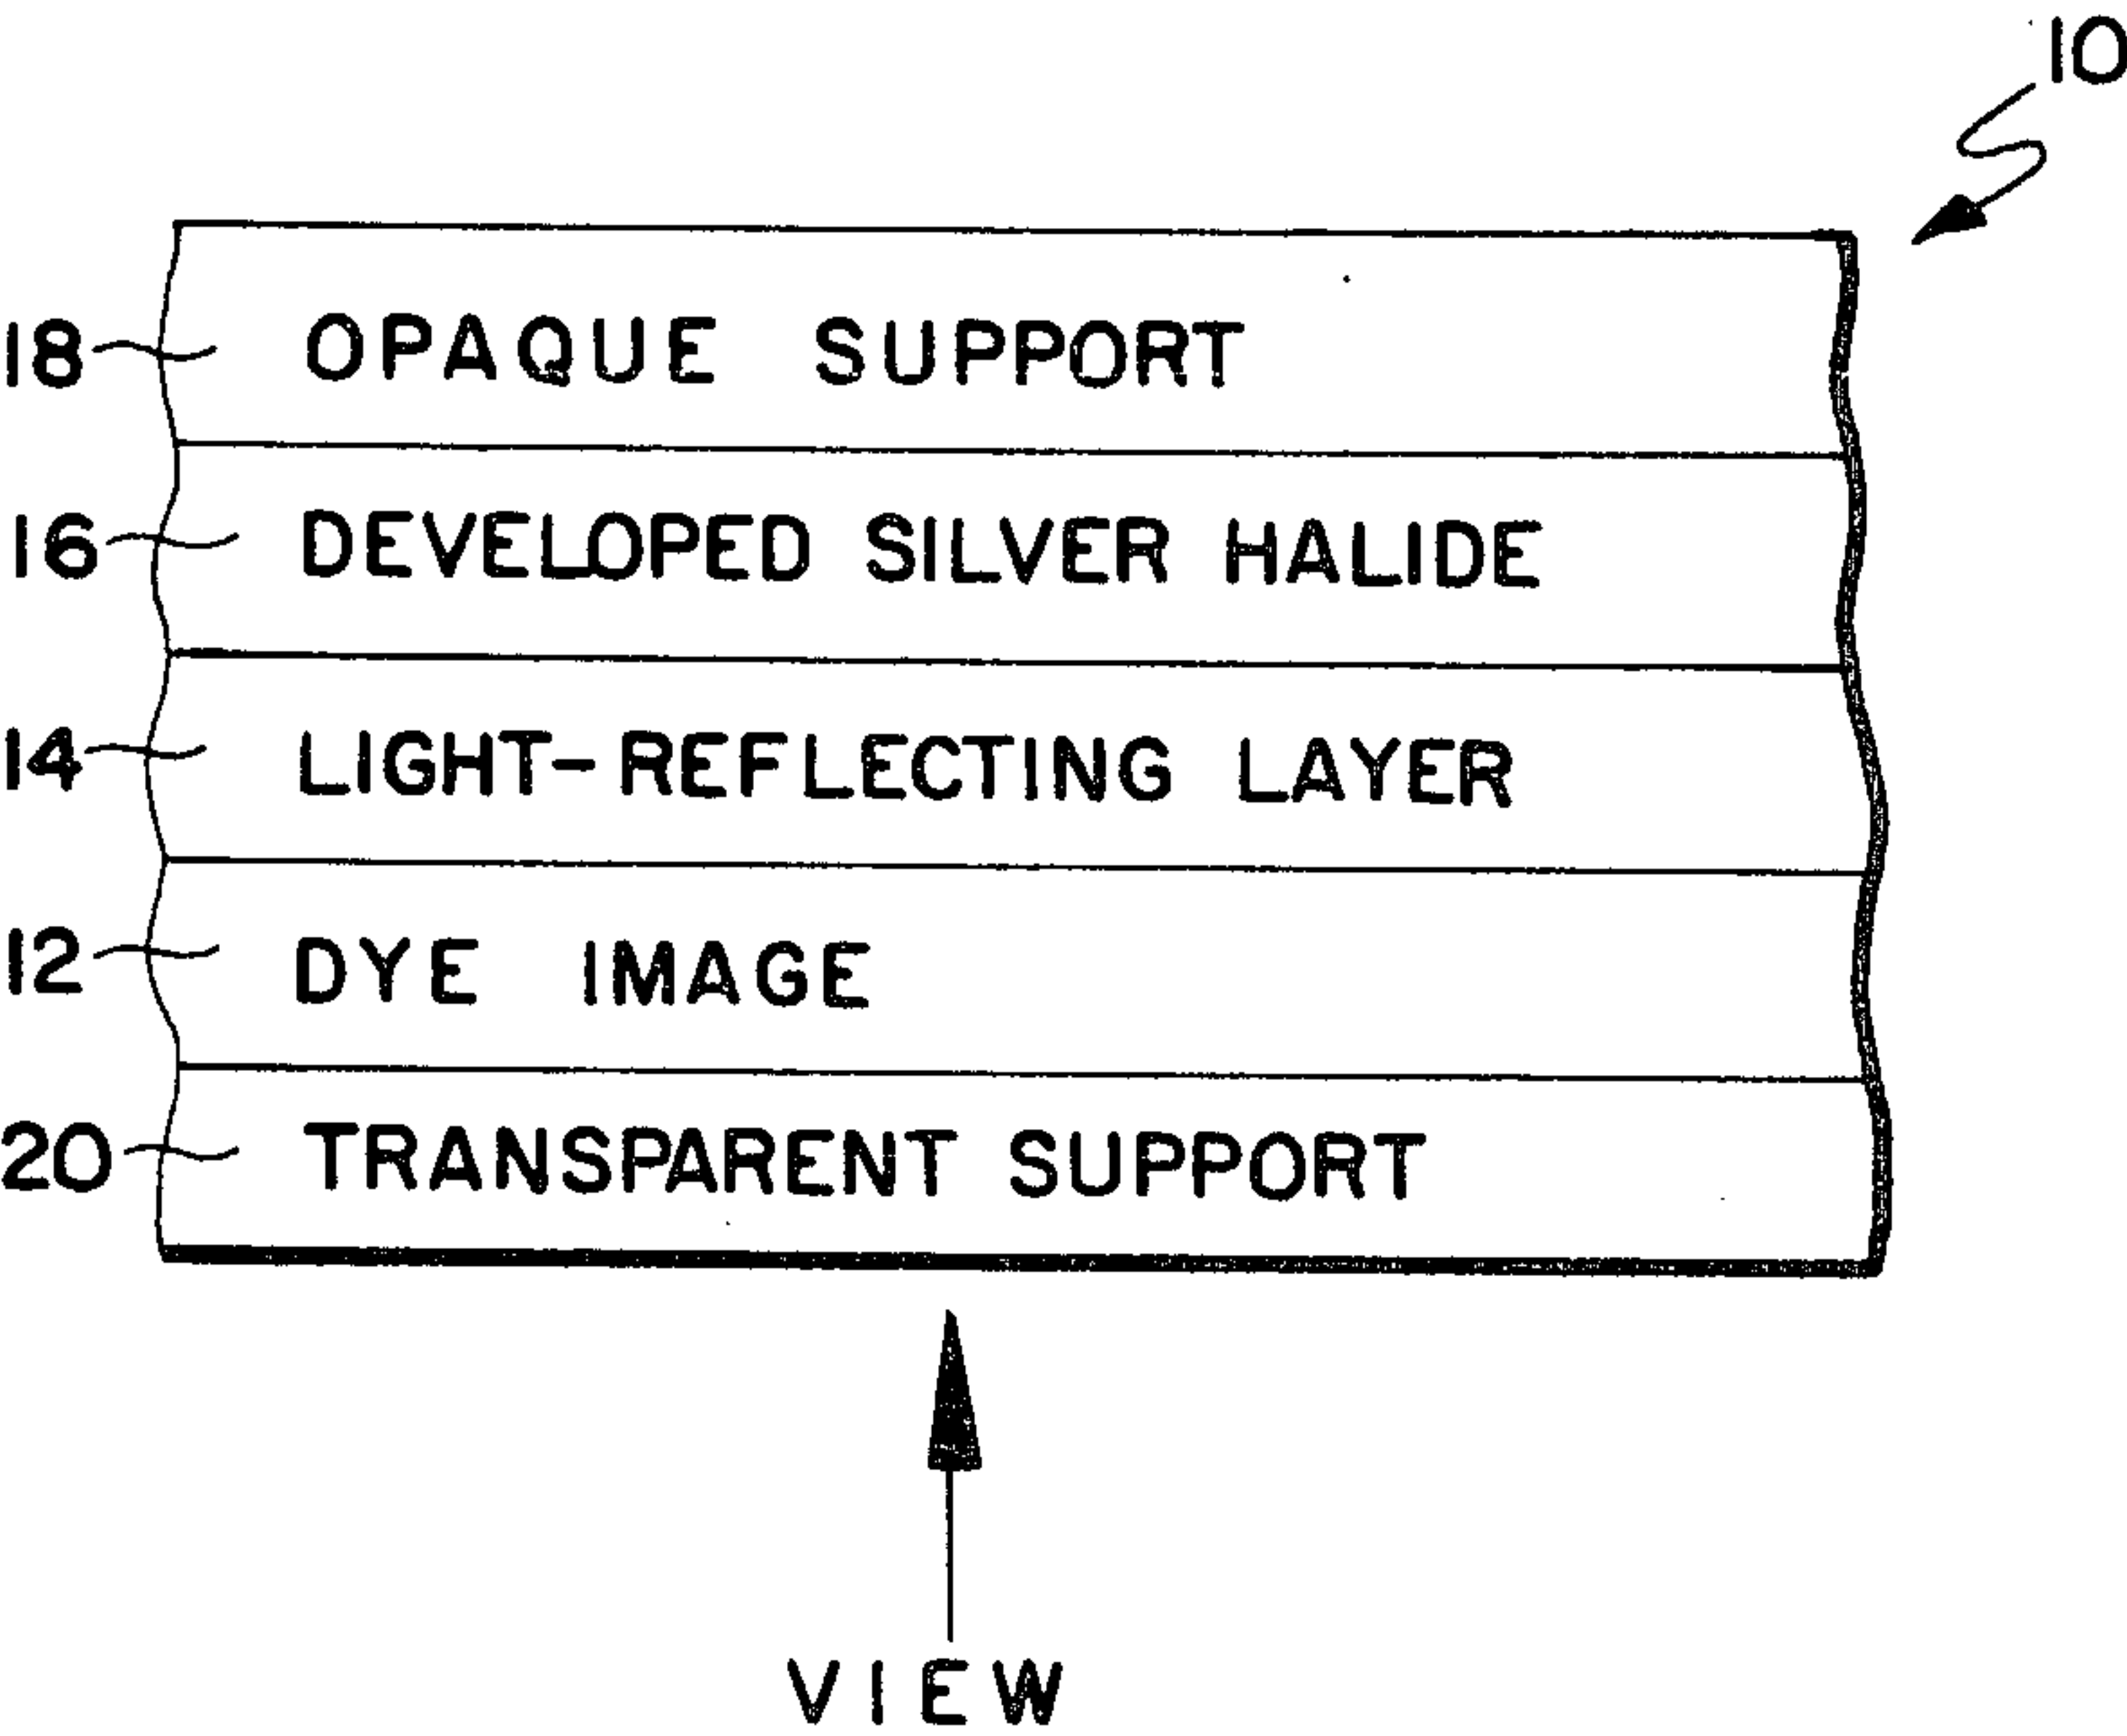 10
18 OPAQUE SUPPORT
16 DEVELOPED SILVER HALIDE
14 LIGHT-REFLECTING LAYER
12 DYE IMAGE
20 TRANSPARENT SUPPORT
VIEW